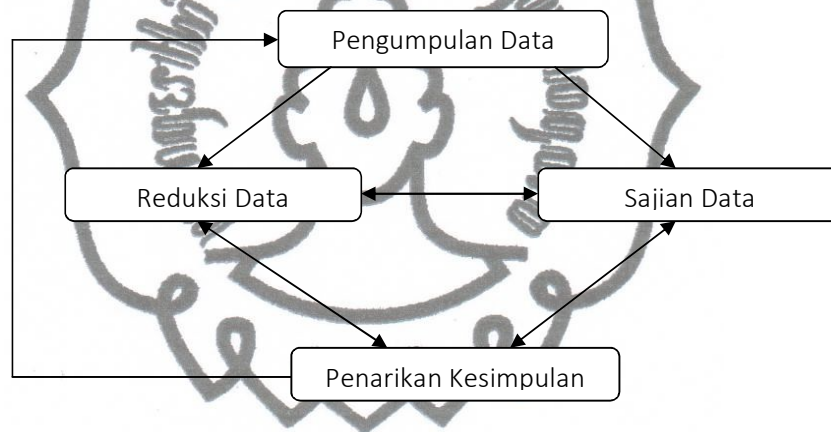 Pengumpulan Data
Reduksi Data
Sajian Data
Penarikan Kesimpulan